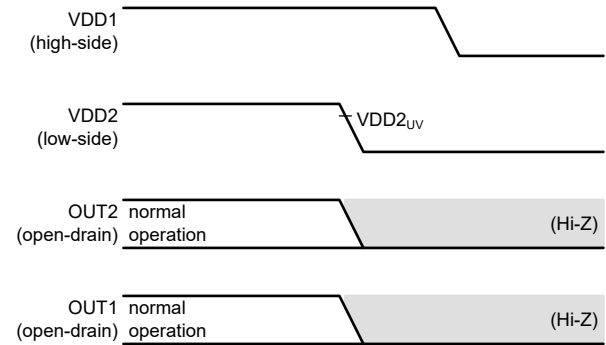 VDD1
(high-side)
VDD2
(low-side)
VDD2UV
OUT2
(open-drain)
normal
operation
(Hi-Z)
OUT1
(open-drain)
normal
operation
(Hi-Z)